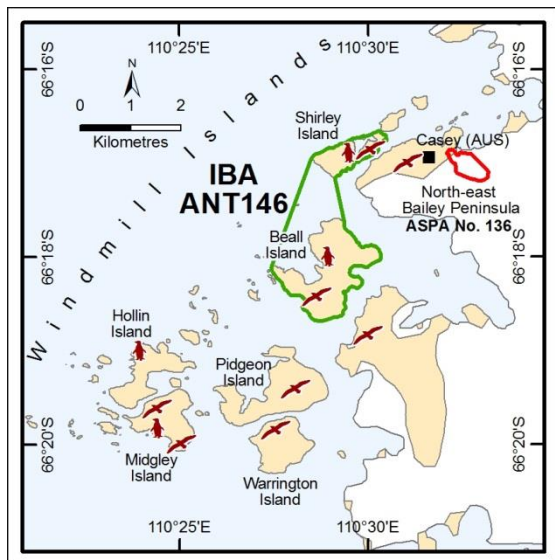 110°25'E
110°30'E
66°16'S
66°16'S
N
0 1 2
Kilometres
Windmill Islands
Shirley
Island
Casey (AUS)
IBA
ANT146
North-east
Bailey Peninsula
ASPA No. 136
Beall
Island
66°18'S
66°18'S
Hollin
Island
Pidgeon
Island
66°20'S
66°20'S
Midgley
Island
Warrington
Island
110°25'E
110°30'E